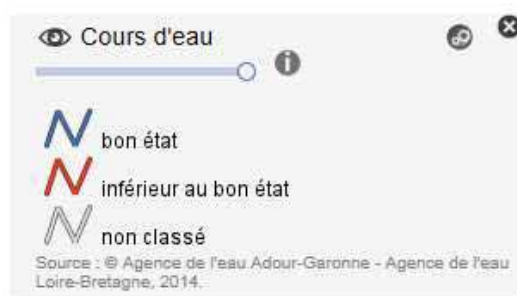 Cours d'eau
bon état
inférieur au bon état
non classé
Source : © Agence de l'eau Adour-Garonne - Agence de l'eau
Loire-Bretagne, 2014.